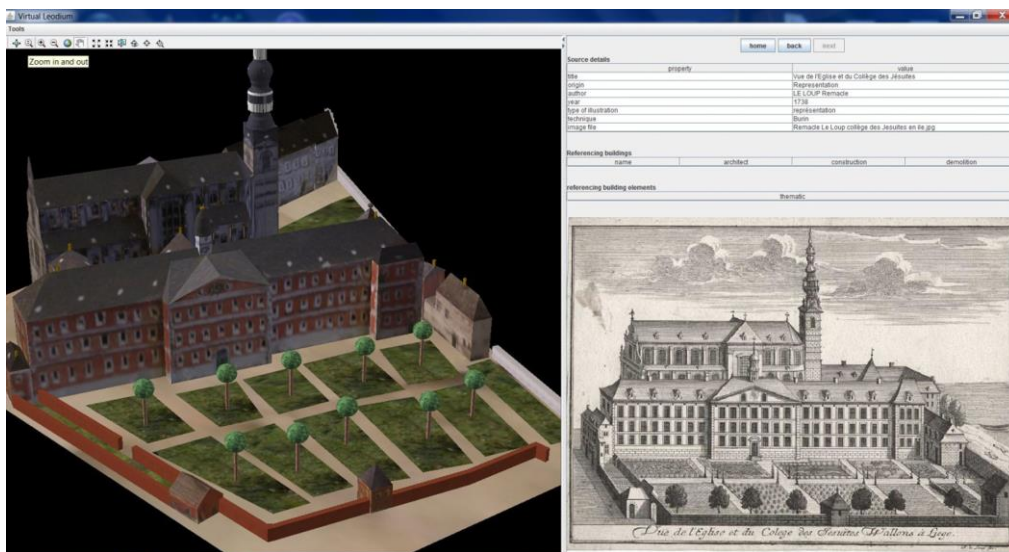 Virtual Leodium
Tools
Zoom in and out
home back next
Source details
property value
title Vue de l'Eglise et du Collège des Jésuites
origin Representation
author LE LOUP Remacle
year 1738
type of illustration représentation
technique Burin
image file Remacle Le Loup collège des Jesuites en ile.jpg
Referencing buildings
name architect construction demolition
referencing building elements
thematic
Vue de l'Eglise et du Colege des Jesuites Wallons à Liege.